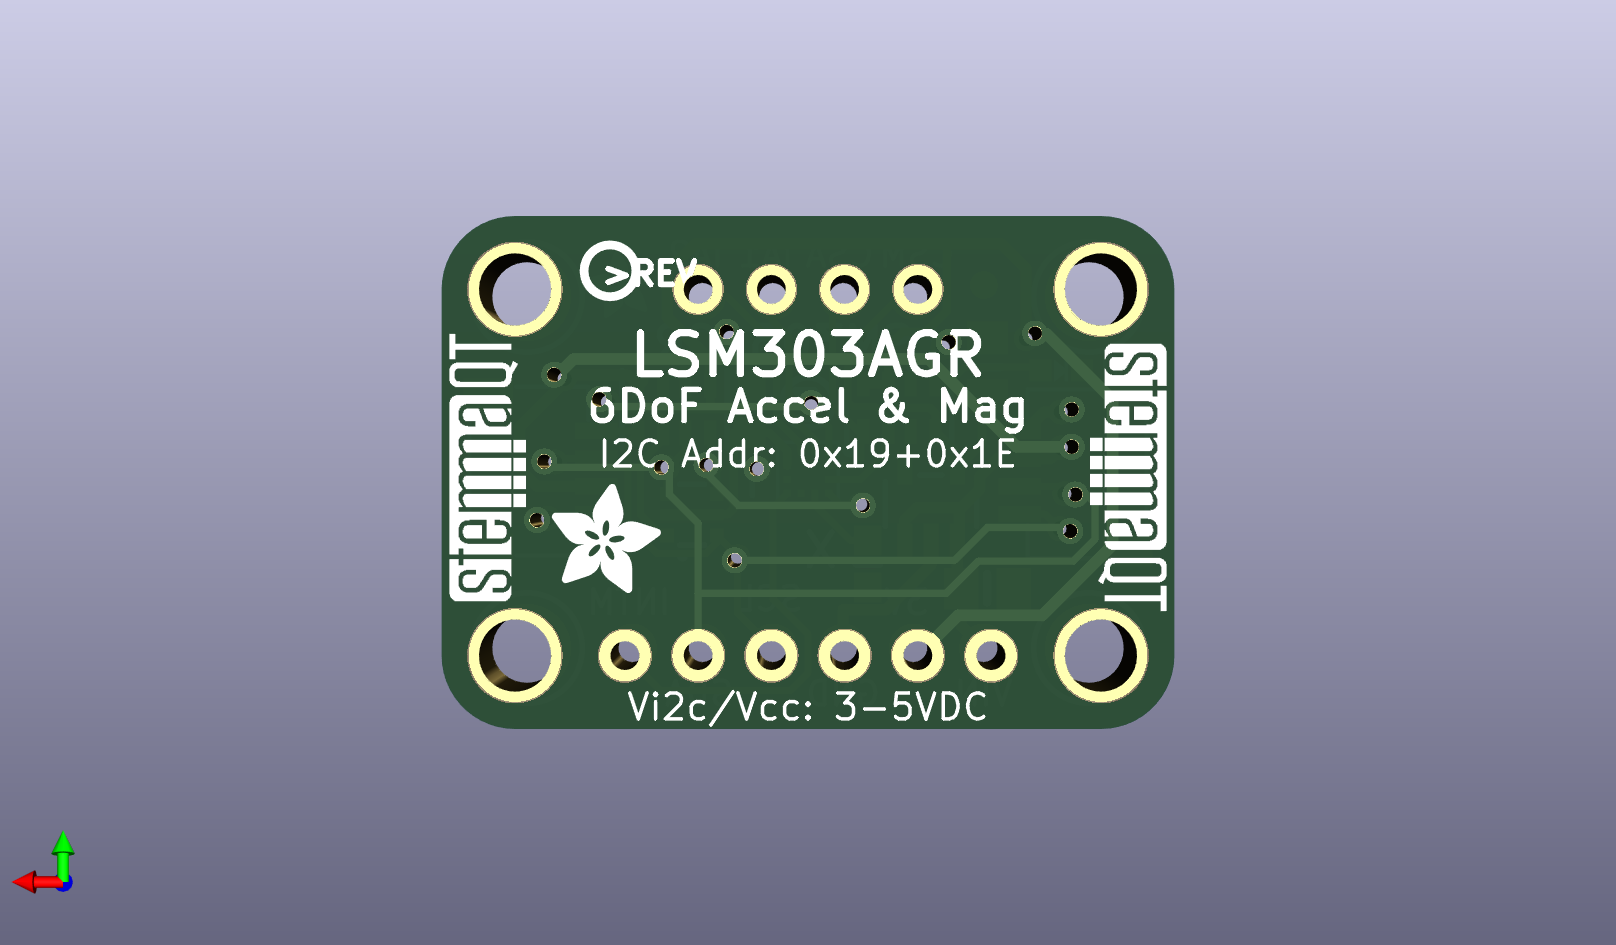 >REV
LSM303AGR
6DoF Accel & Mag
I2C Addr: 0x19+0x1E
Vi2c/Vcc: 3-5VDC
stemmaQT
stemmaQT